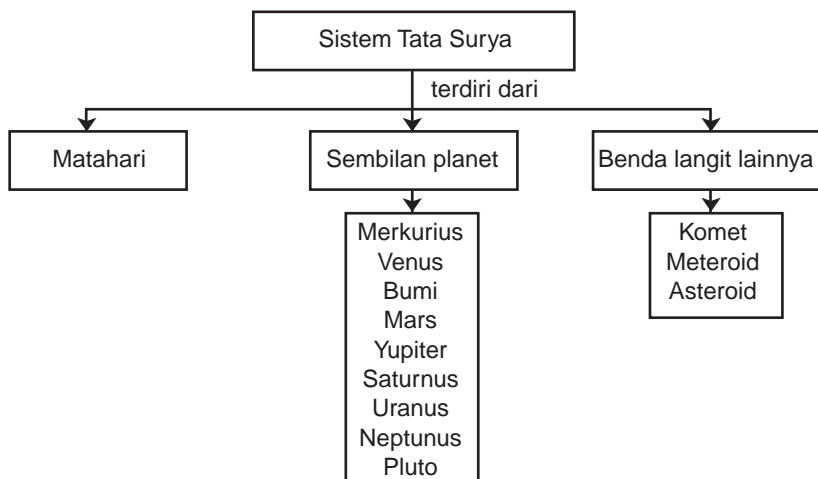 Sistem Tata Surya
terdiri dari
Matahari
Sembilan planet
Benda langit lainnya
Merkurius
Venus
Bumi
Mars
Yupiter
Saturnus
Uranus
Neptunus
Pluto
Komet
Meteroid
Asteroid